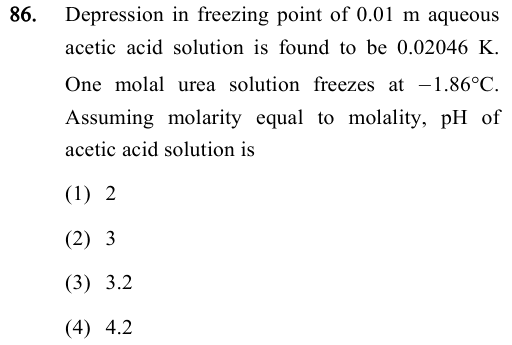 86. Depression in freezing point of 0.01 m aqueous
acetic acid solution is found to be 0.02046 K.
One molal urea solution freezes at −1.86°C.
Assuming molarity equal to molality, pH of
acetic acid solution is
(1) 2
(2) 3
(3) 3.2
(4) 4.2